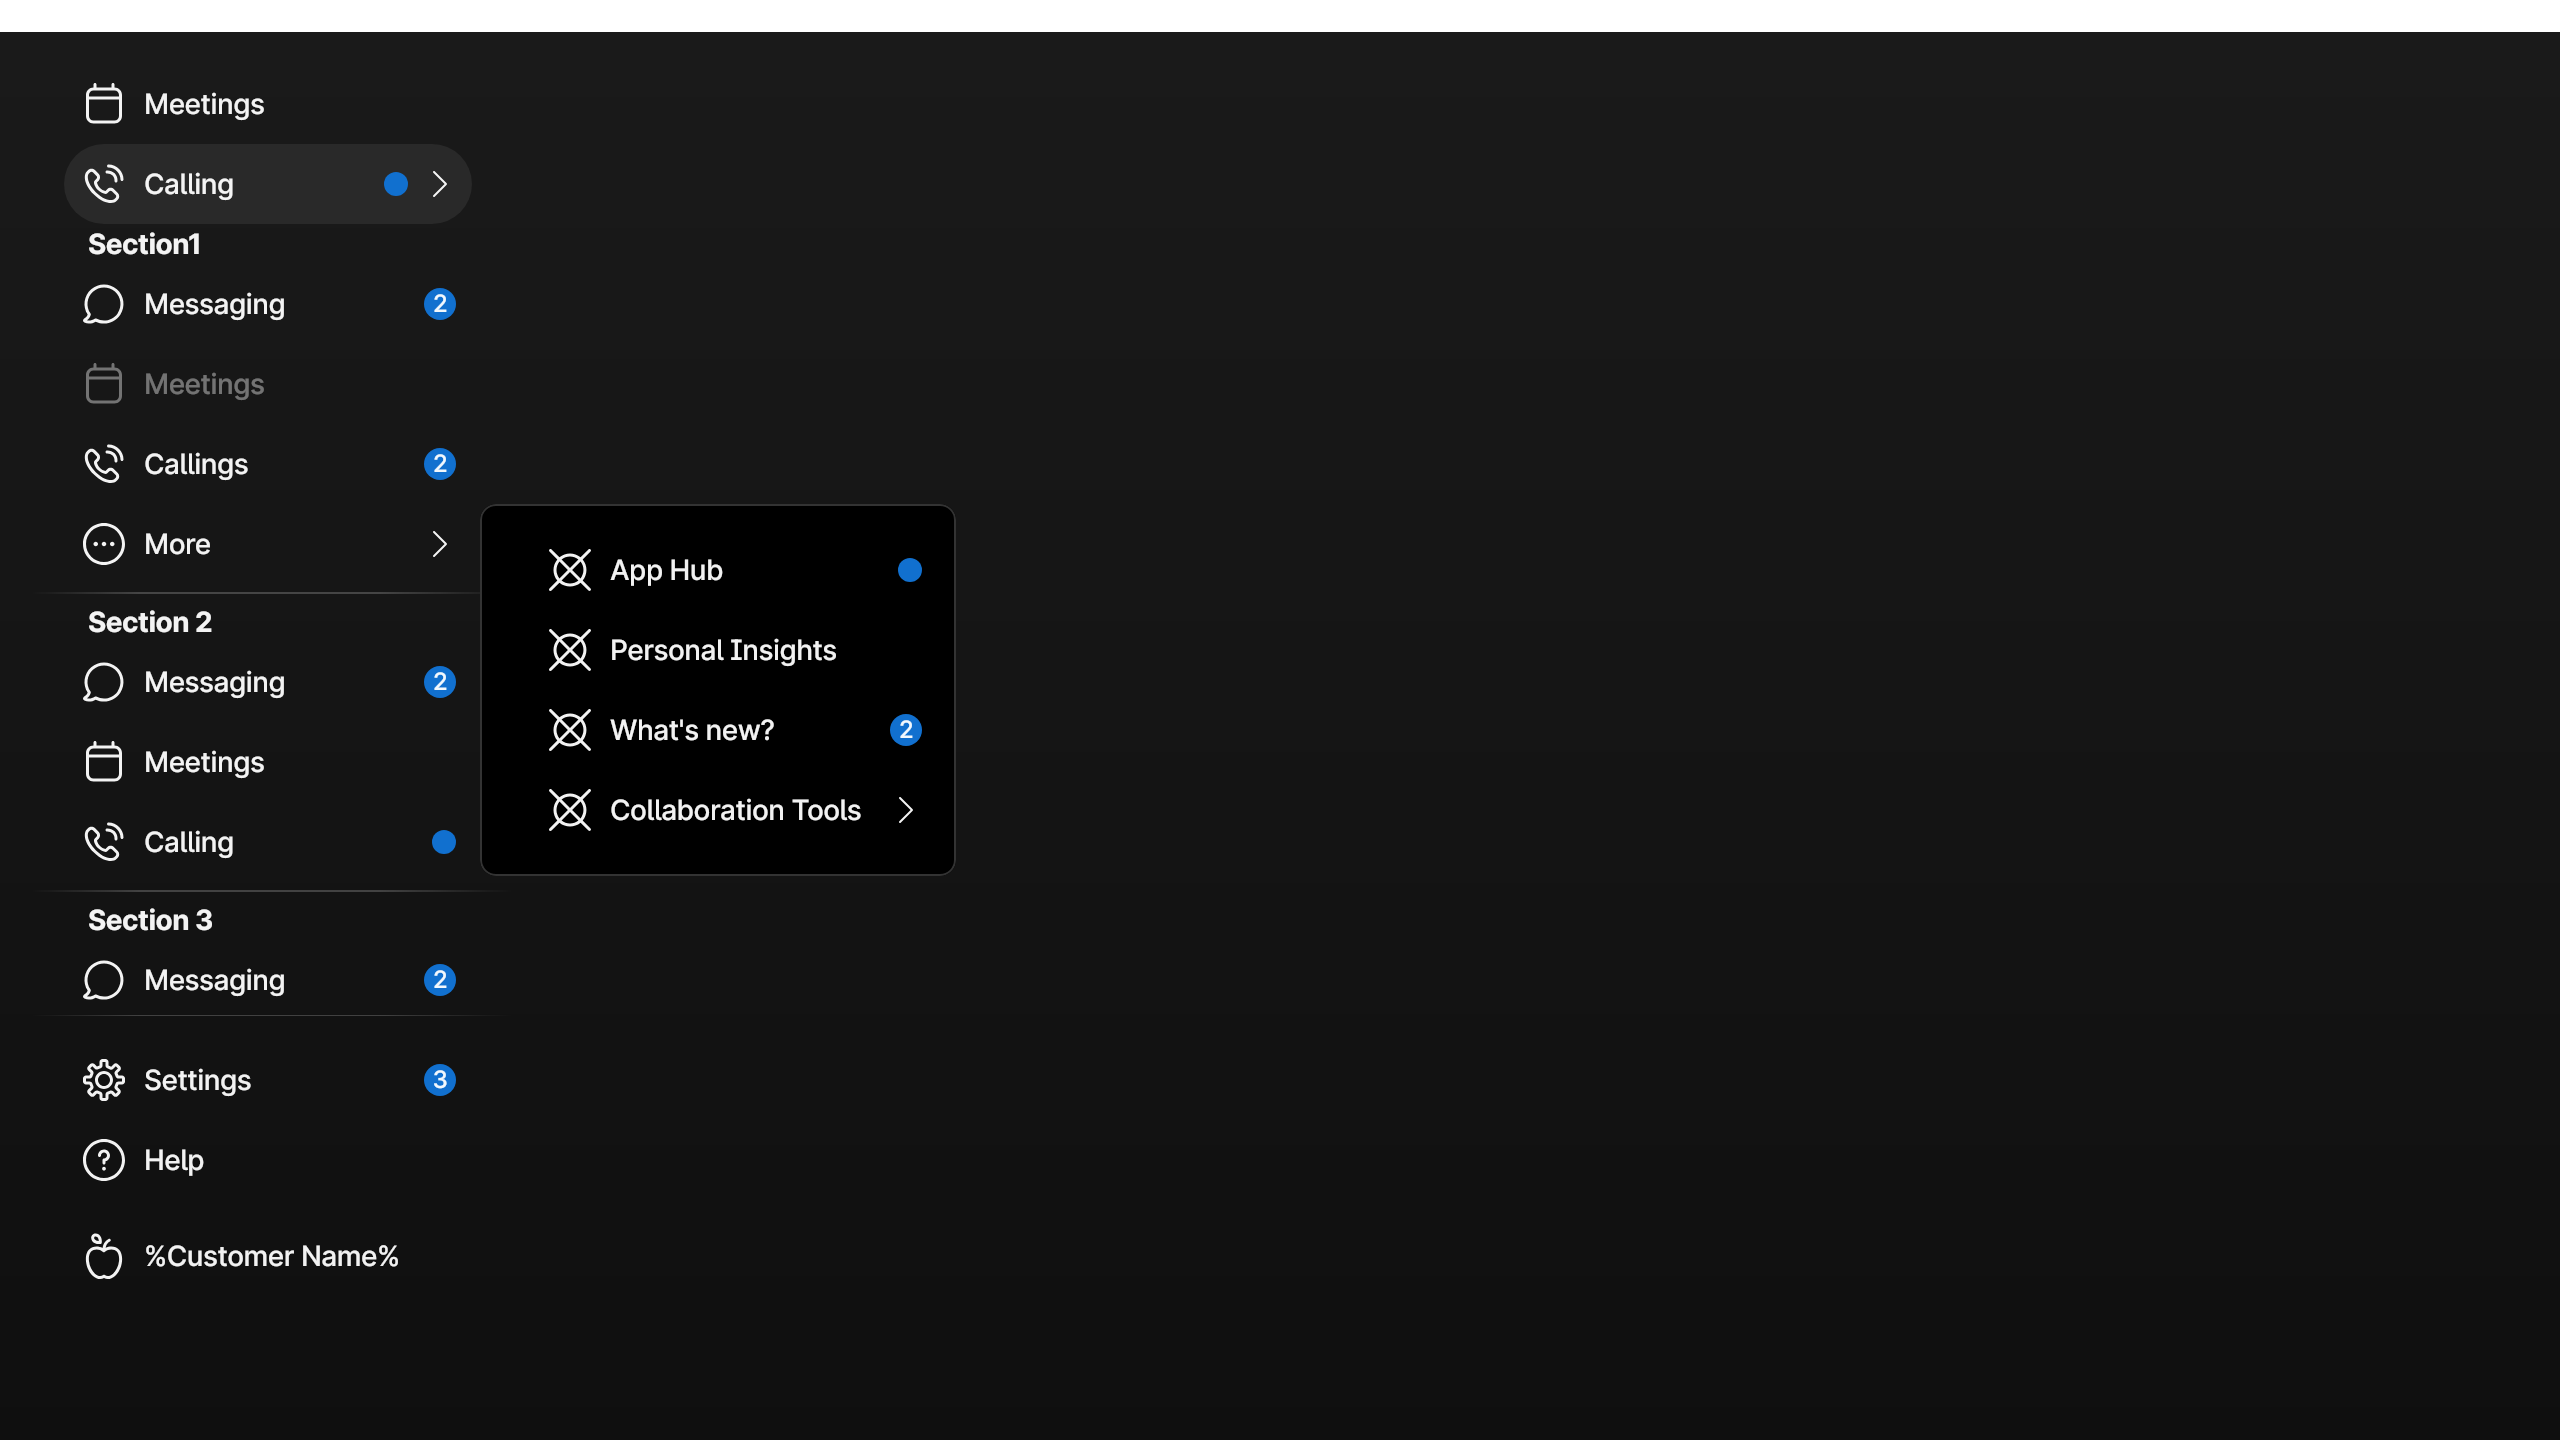 Meetings
Calling
Section1
Messaging 2
Meetings
Callings 2
More
App Hub
Personal Insights
What's new? 2
Collaboration Tools
Section 2
Messaging 2
Meetings
Calling
Section 3
Messaging 2
Settings 3
Help
%Customer Name%